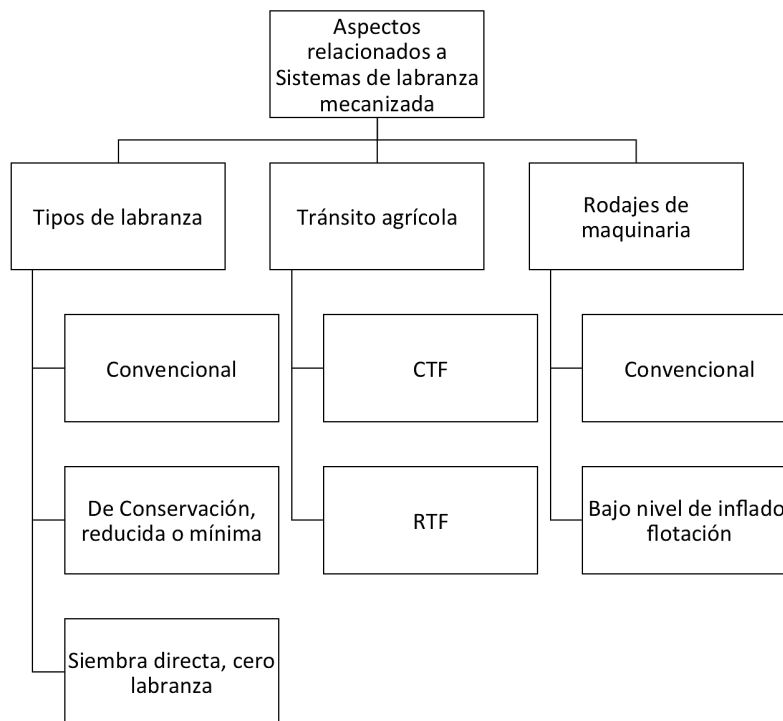 Aspectos
relacionados a
Sistemas de labranza
mecanizada
Tipos de labranza
Tránsito agrícola
Rodajes de
maquinaria
Convencional
CTF
Convencional
De Conservación,
reducida o mínima
RTF
Bajo nivel de inflado
flotación
Siembra directa, cero
labranza